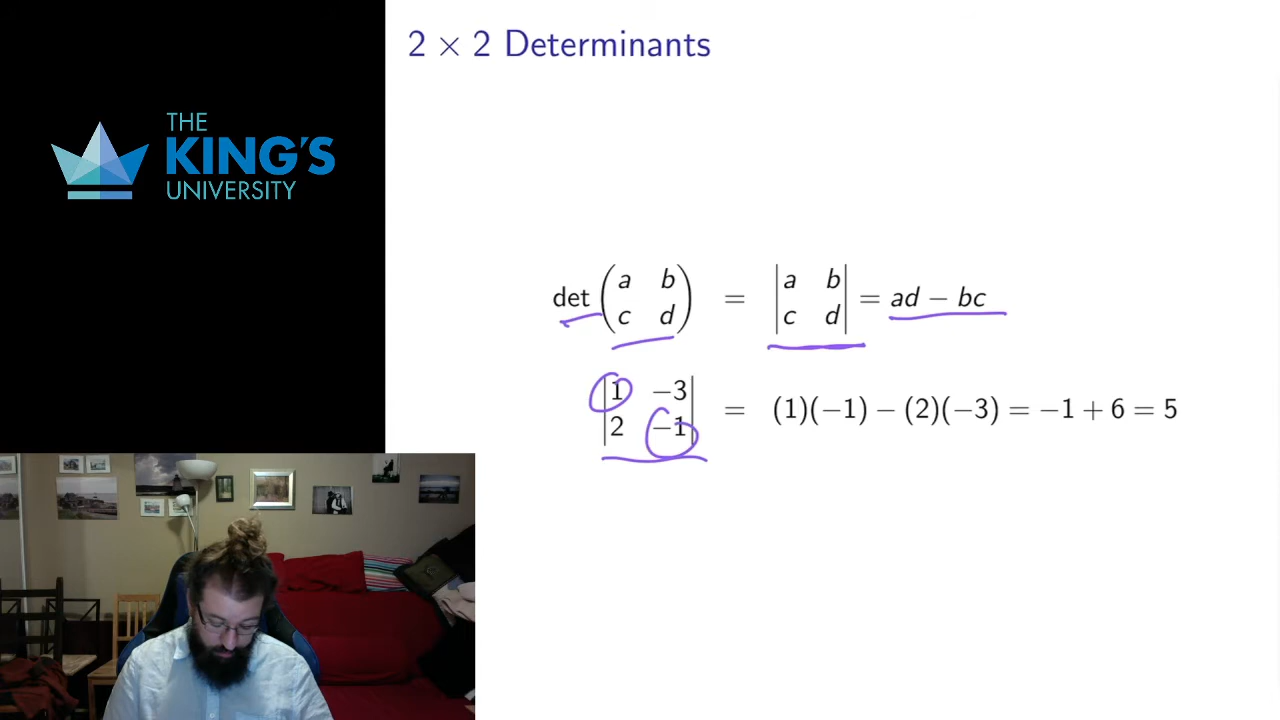 THE
KING'S
UNIVERSITY
2 × 2 Determinants
det (a b; c d) = |a b; c d| = ad − bc
|1 −3; 2 −1| = (1)(−1) − (2)(−3) = −1 + 6 = 5